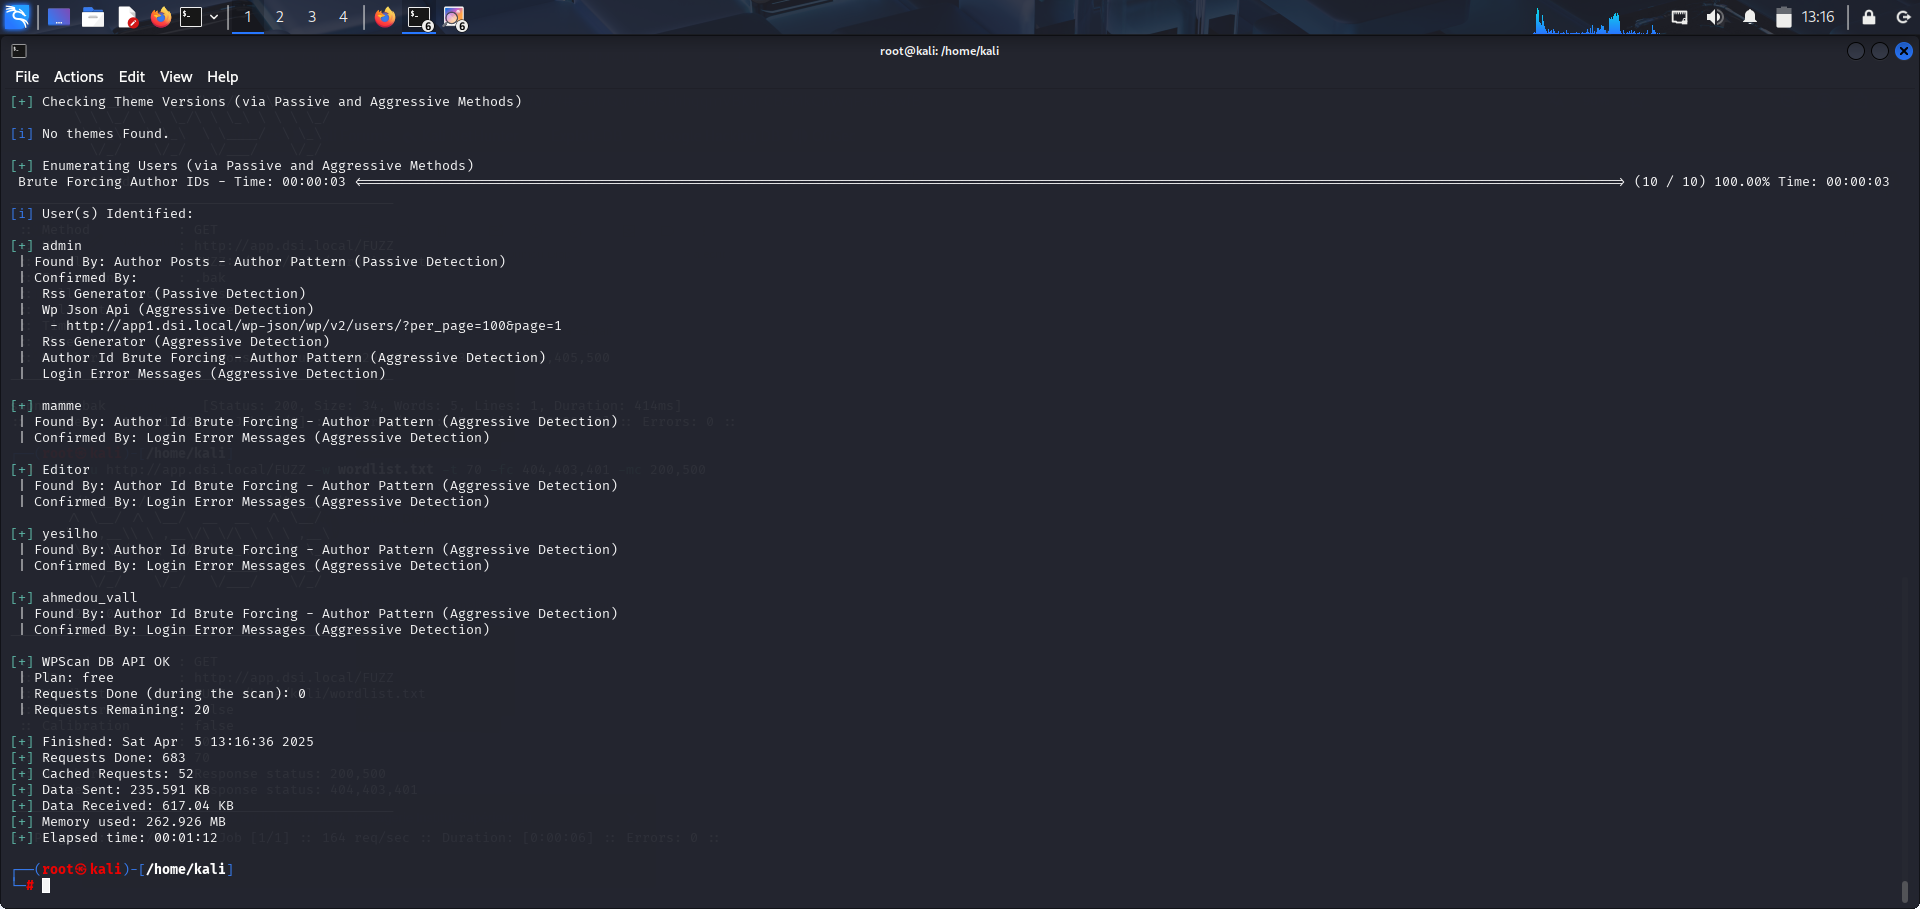 1 2 3 4
6
6
13:16
root@kali: /home/kali
File Actions Edit View Help
[+] Checking Theme Versions (via Passive and Aggressive Methods)
[i] No themes Found.
[+] Enumerating Users (via Passive and Aggressive Methods)
Brute Forcing Author IDs - Time: 00:00:03 <==============================> (10 / 10) 100.00% Time: 00:00:03
[i] User(s) Identified:
[+] admin
| Found By: Author Posts - Author Pattern (Passive Detection)
| Confirmed By:
|  Rss Generator (Passive Detection)
|  Wp Json Api (Aggressive Detection)
|   - http://app1.dsi.local/wp-json/wp/v2/users/?per_page=100&page=1
|  Rss Generator (Aggressive Detection)
|  Author Id Brute Forcing - Author Pattern (Aggressive Detection)
|  Login Error Messages (Aggressive Detection)
[+] mamme
| Found By: Author Id Brute Forcing - Author Pattern (Aggressive Detection)
| Confirmed By: Login Error Messages (Aggressive Detection)
[+] Editor
| Found By: Author Id Brute Forcing - Author Pattern (Aggressive Detection)
| Confirmed By: Login Error Messages (Aggressive Detection)
[+] yesilho
| Found By: Author Id Brute Forcing - Author Pattern (Aggressive Detection)
| Confirmed By: Login Error Messages (Aggressive Detection)
[+] ahmedou_vall
| Found By: Author Id Brute Forcing - Author Pattern (Aggressive Detection)
| Confirmed By: Login Error Messages (Aggressive Detection)
[+] WPScan DB API OK
| Plan: free
| Requests Done (during the scan): 0
| Requests Remaining: 20
[+] Finished: Sat Apr  5 13:16:36 2025
[+] Requests Done: 683
[+] Cached Requests: 52
[+] Data Sent: 235.591 KB
[+] Data Received: 617.04 KB
[+] Memory used: 262.926 MB
[+] Elapsed time: 00:01:12
┌──(root㉿kali)-[/home/kali]
└─#